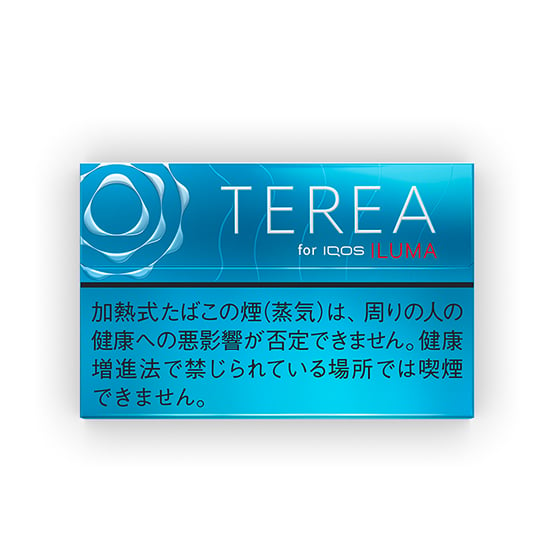 TEREA
for IQOS ILUMA
加熱式たばこの煙(蒸気)は、周りの人の
健康への悪影響が否定できません。健康
増進法で禁じられている場所では喫煙
できません。